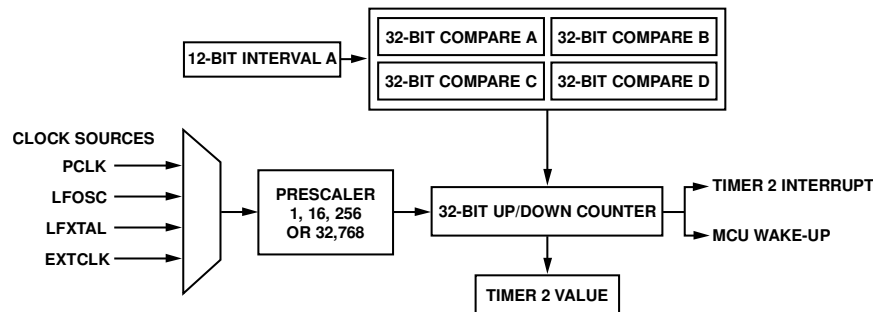 12-BIT INTERVAL A
32-BIT COMPARE A
32-BIT COMPARE B
32-BIT COMPARE C
32-BIT COMPARE D
CLOCK SOURCES
PCLK
LFOSC
LFXTAL
EXTCLK
PRESCALER
1, 16, 256
OR 32,768
32-BIT UP/DOWN COUNTER
TIMER 2 INTERRUPT
MCU WAKE-UP
TIMER 2 VALUE